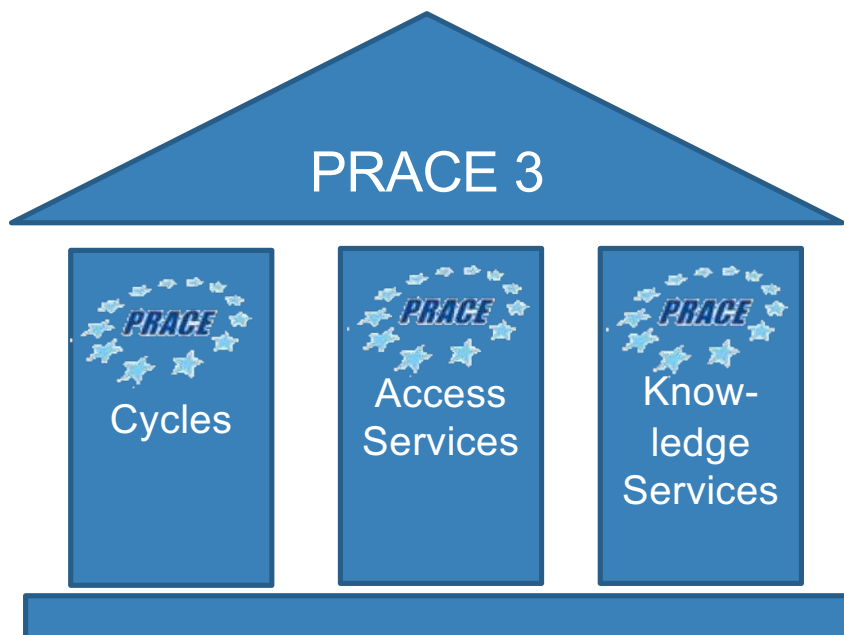 PRACE 3
PRACE
Cycles
PRACE
Access
Services
PRACE
Know-
ledge
Services